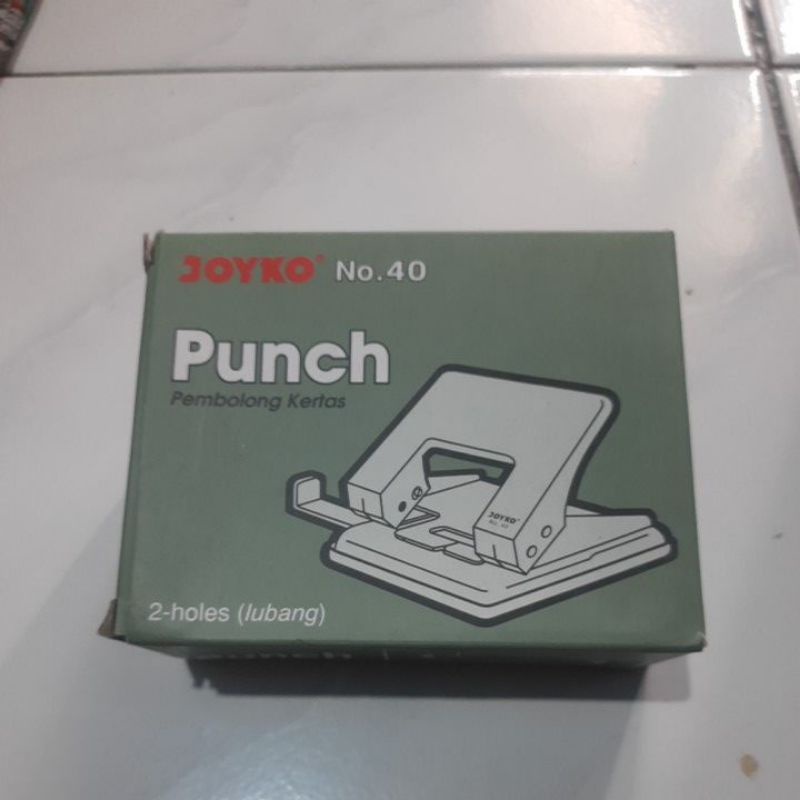 JOYKO® No.40
Punch
Pembolong Kertas
JOYKO®
No. 40
2-holes (lubang)